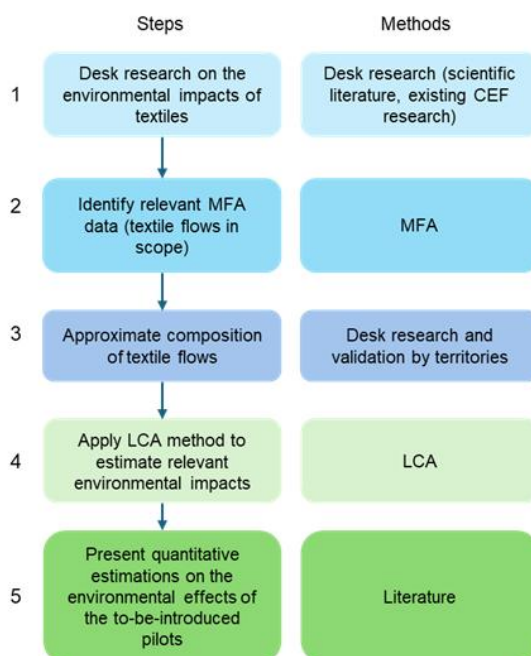 Steps
Methods
1
Desk research on the
environmental impacts of
textiles
Desk research (scientific
literature, existing CEF
research)
2
Identify relevant MFA
data (textile flows in
scope)
MFA
3
Approximate composition
of textile flows
Desk research and
validation by territories
4
Apply LCA method to
estimate relevant
environmental impacts
LCA
5
Present quantitative
estimations on the
environmental effects of
the to-be-introduced
pilots
Literature